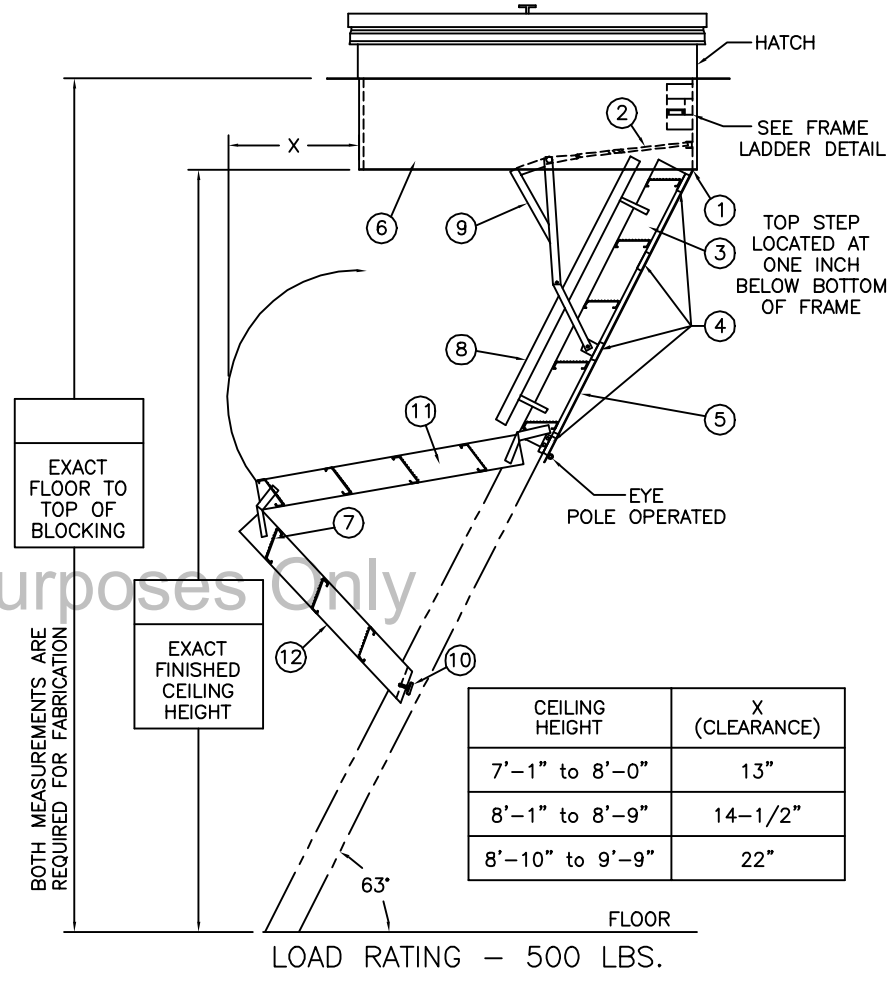 HATCH
SEE FRAME
LADDER DETAIL
2
X
1
6
9
3
TOP STEP
LOCATED AT
ONE INCH
BELOW BOTTOM
OF FRAME
4
8
5
11
EXACT
FLOOR TO
TOP OF
BLOCKING
EYE
POLE OPERATED
7
urposes Only
12
10
EXACT
FINISHED
CEILING
HEIGHT
BOTH MEASUREMENTS ARE
REQUIRED FOR FABRICATION
CEILING HEIGHT X (CLEARANCE)
7'-1" to 8'-0" 13"
8'-1" to 8'-9" 14-1/2"
8'-10" to 9'-9" 22"
63°
FLOOR
LOAD RATING - 500 LBS.